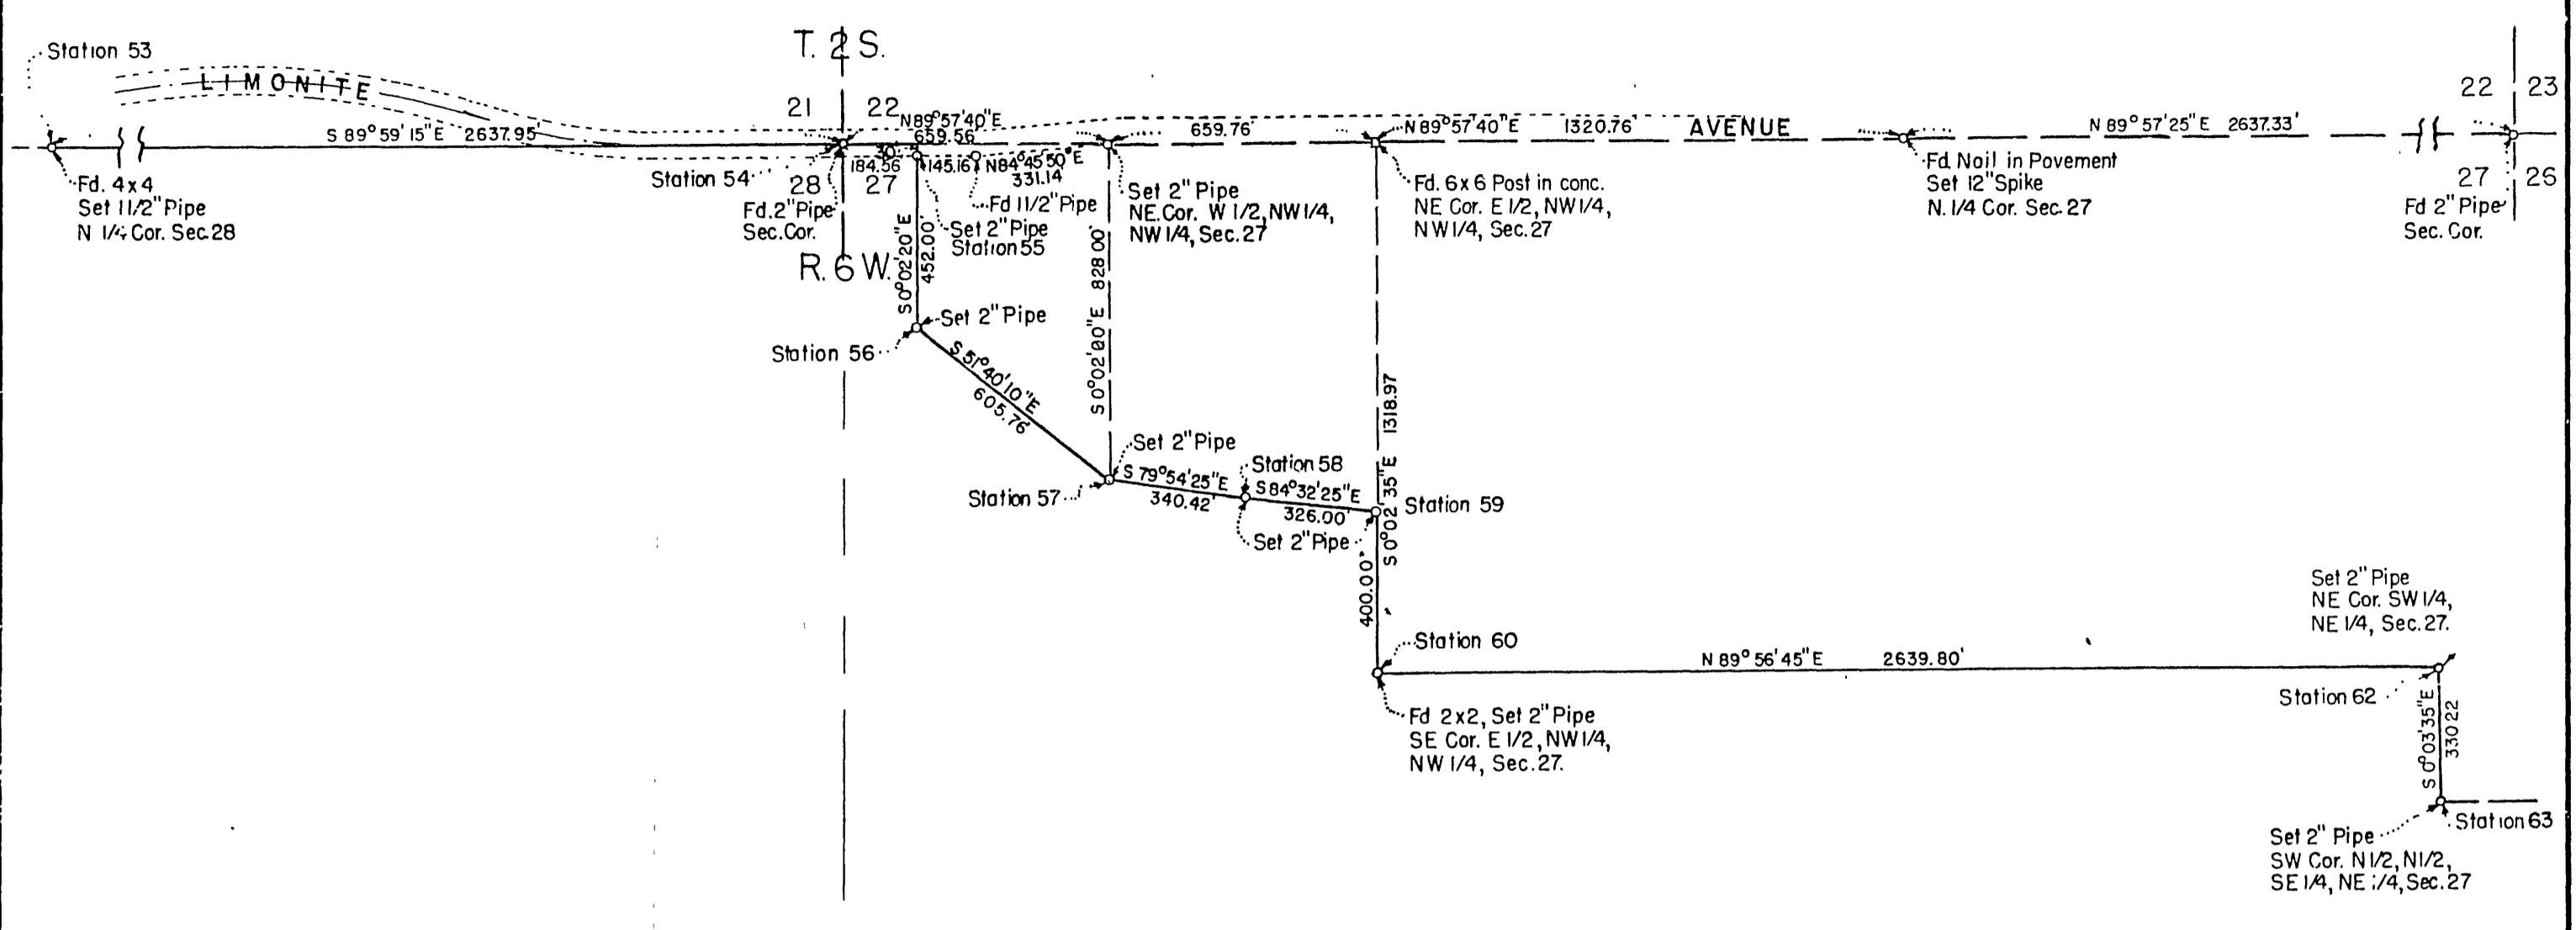 Station 53
T. 2 S.
LIMONITE
21
22
22
23
N89°57'40"E
S 89°59'15"E 2637.95'
659.56
659.76'
N89°57'40"E 1320.76'
AVENUE
N 89°57'25"E 2637.33'
30'
184.56
145.16'
N84°45'50"E
331.14'
Station 54
28
27
27
26
Fd. 4x4
Set 1 1/2" Pipe
N 1/4 Cor. Sec.28
Fd. 2" Pipe
Sec. Cor.
Fd 1 1/2" Pipe
Set 2" Pipe
Station 55
Set 2" Pipe
NE. Cor. W 1/2, NW 1/4,
NW 1/4, Sec. 27
Fd. 6x6 Post in conc.
NE Cor. E 1/2, NW 1/4,
NW 1/4, Sec. 27
Fd. Nail in Pavement
Set 12" Spike
N. 1/4 Cor. Sec. 27
Fd 2" Pipe
Sec. Cor.
R. 6 W.
S 0°02'20"E
452.00'
S 0°02'00"E 828.00'
Set 2" Pipe
Station 56
S 51°40'10"E
605.76'
S 0°02'35"E 1318.97
Set 2" Pipe
Station 57
S 79°54'25"E
340.42'
Station 58
S 84°32'25"E
326.00'
Station 59
Set 2" Pipe
400.00'
Station 60
N 89°56'45"E 2639.80'
Set 2" Pipe
NE Cor. SW 1/4,
NE 1/4, Sec. 27.
Station 62
Fd 2x2, Set 2" Pipe
SE Cor. E 1/2, NW 1/4,
NW 1/4, Sec. 27.
S 0°03'35"E
330.22
Station 63
Set 2" Pipe
SW Cor. N 1/2, N 1/2,
SE 1/4, NE 1/4, Sec. 27